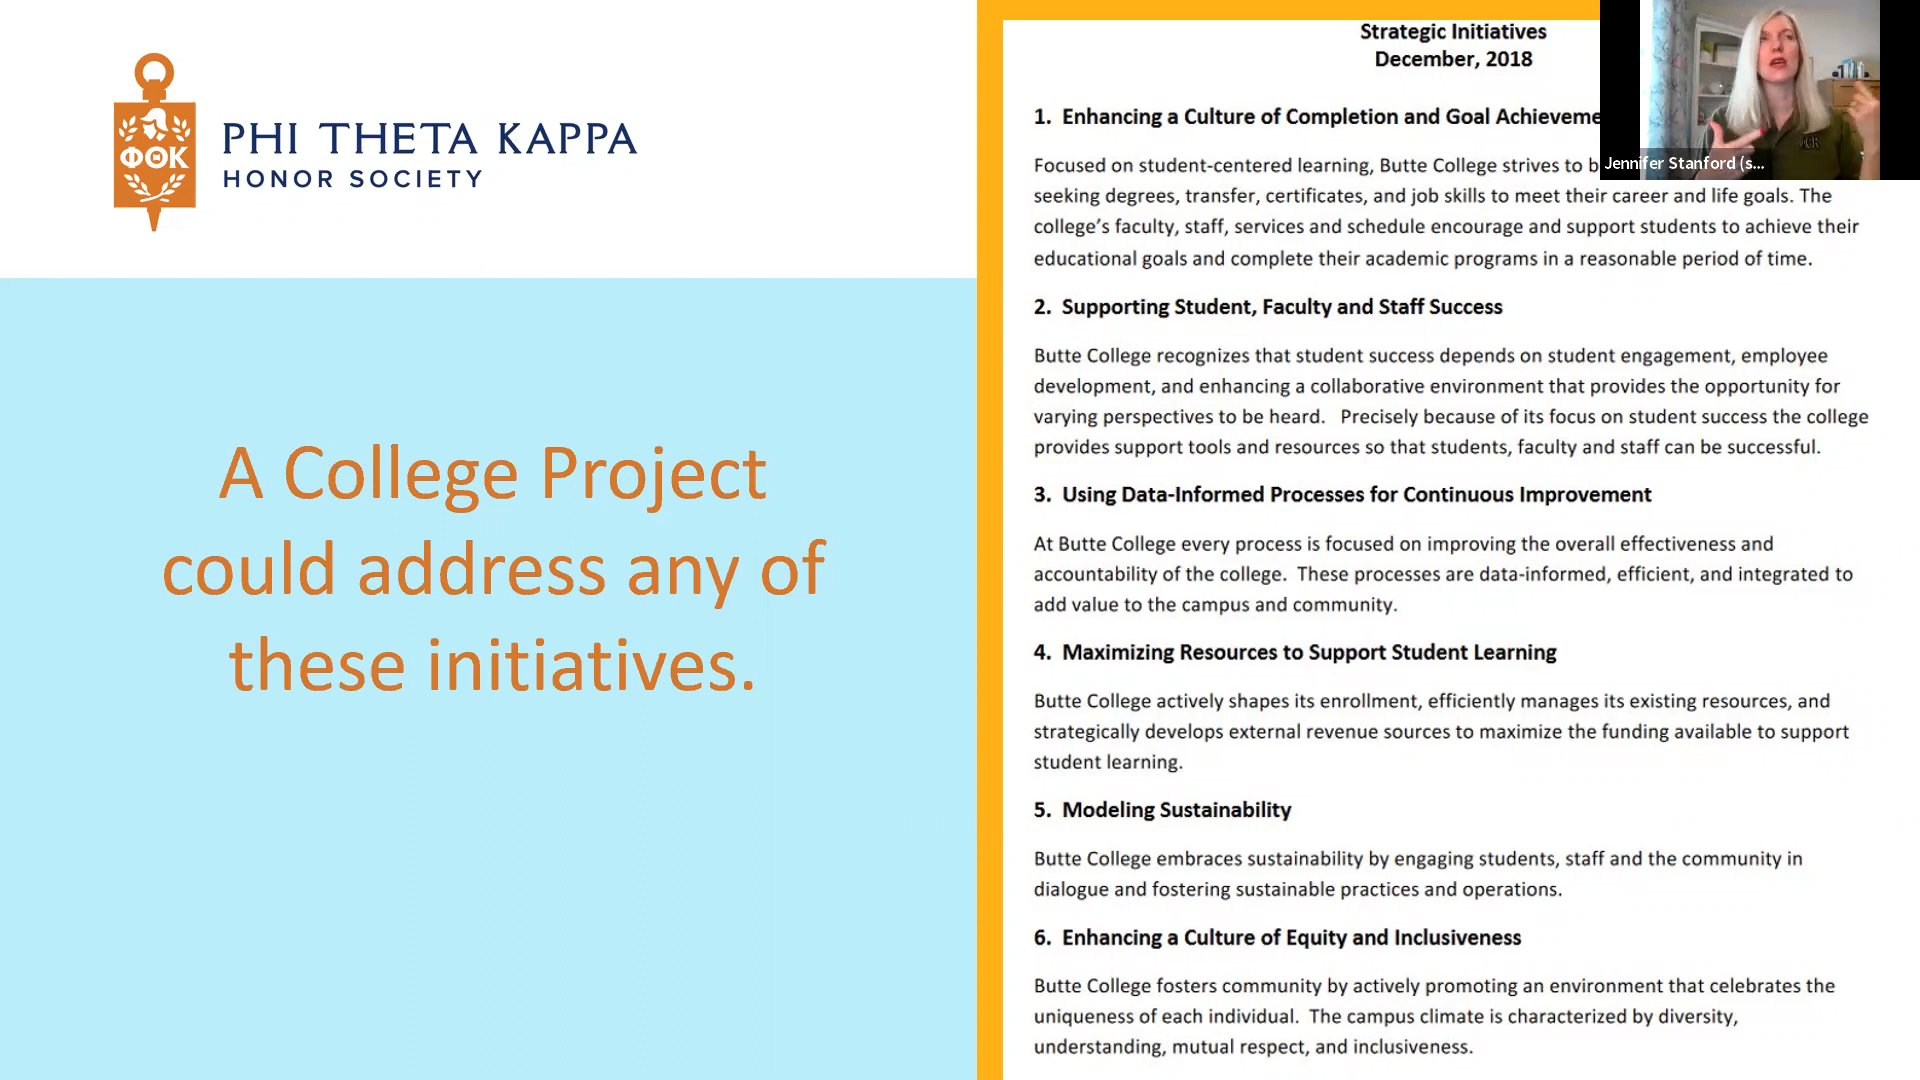 ΦΘΚ
PHI THETA KAPPA
HONOR SOCIETY
A College Project
could address any of
these initiatives.
Strategic Initiatives
December, 2018
1. Enhancing a Culture of Completion and Goal
Focused on student-centered learning, Butte College strives to
seeking degrees, transfer, certificates, and job skills to meet their career and life goals. The
college’s faculty, staff, services and schedule encourage and support students to achieve their
educational goals and complete their academic programs in a reasonable period of time.
2. Supporting Student, Faculty and Staff Success
Butte College recognizes that student success depends on student engagement, employee
development, and enhancing a collaborative environment that provides the opportunity for
varying perspectives to be heard. Precisely because of its focus on student success the college
provides support tools and resources so that students, faculty and staff can be successful.
3. Using Data-Informed Processes for Continuous Improvement
At Butte College every process is focused on improving the overall effectiveness and
accountability of the college. These processes are data-informed, efficient, and integrated to
add value to the campus and community.
4. Maximizing Resources to Support Student Learning
Butte College actively shapes its enrollment, efficiently manages its existing resources, and
strategically develops external revenue sources to maximize the funding available to support
student learning.
5. Modeling Sustainability
Butte College embraces sustainability by engaging students, staff and the community in
dialogue and fostering sustainable practices and operations.
6. Enhancing a Culture of Equity and Inclusiveness
Butte College fosters community by actively promoting an environment that celebrates the
uniqueness of each individual. The campus climate is characterized by diversity,
understanding, mutual respect, and inclusiveness.
Jennifer Stanford (s...